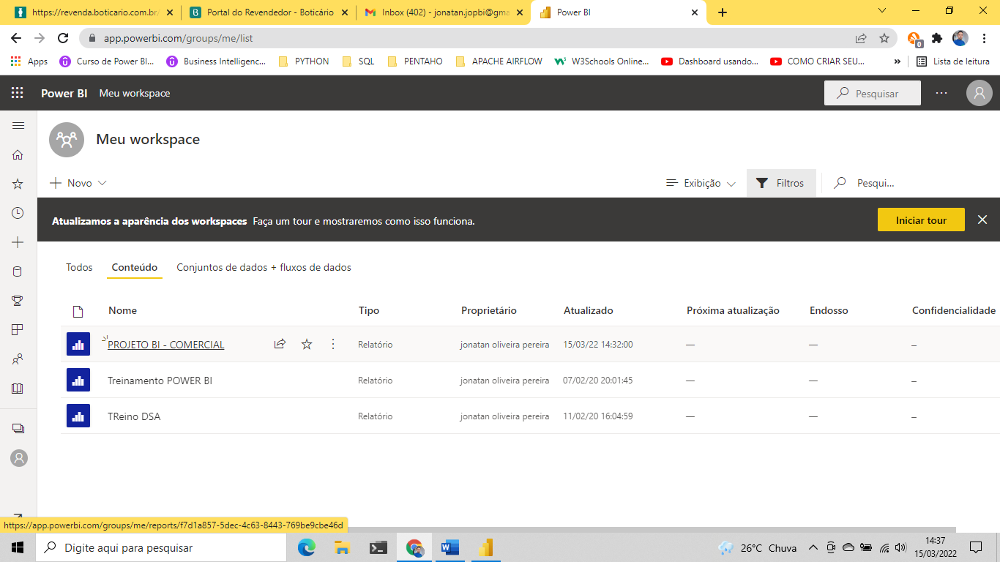 https://revenda.boticario.com.br/
Portal do Revendedor - Boticário
Inbox (402) - jonatan.jopbi@gma
Power BI
app.powerbi.com/groups/me/list
0
Apps
Curso de Power BI...
Business Intelligenc...
PYTHON
SQL
PENTAHO
APACHE AIRFLOW
W3Schools Online...
Dashboard usando...
COMO CRIAR SEU...
»
Lista de leitura
Power BI Meu workspace
Pesquisar
Meu workspace
Novo
Exibição
Filtros
Pesqui...
Atualizamos a aparência dos workspaces Faça um tour e mostraremos como isso funciona.
Iniciar tour
Todos Conteúdo Conjuntos de dados + fluxos de dados
Nome Tipo Proprietário Atualizado Próxima atualização Endosso Confidencialidade
PROJETO BI - COMERCIAL Relatório jonatan oliveira pereira 15/03/22 14:32:00 — — –
Treinamento POWER BI Relatório jonatan oliveira pereira 07/02/20 20:01:45 — — –
TReino DSA Relatório jonatan oliveira pereira 11/02/20 16:04:59 — — –
https://app.powerbi.com/groups/me/reports/f7d1a857-5dec-4c63-8443-769be9cbe46d
Digite aqui para pesquisar
26°C Chuva
14:37
15/03/2022